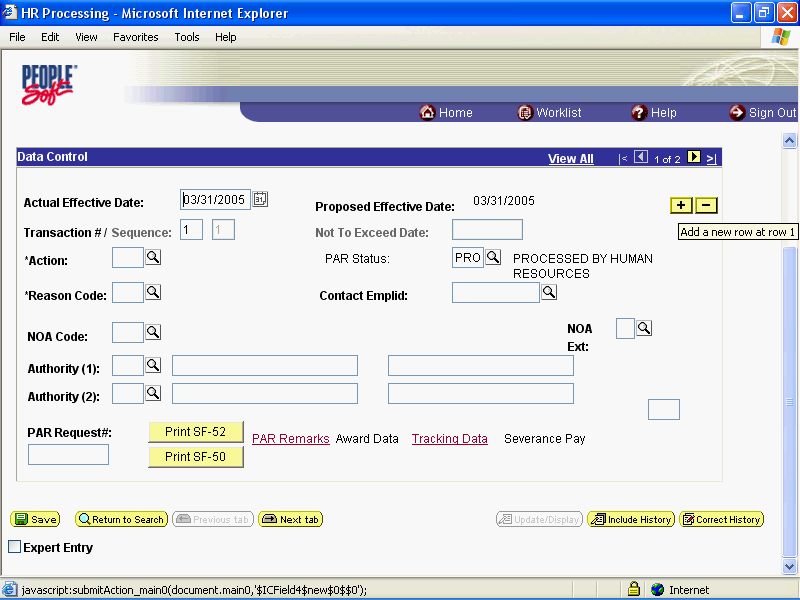 HR Processing - Microsoft Internet Explorer
File Edit View Favorites Tools Help
PEOPLE
Soft
Home Worklist Help Sign Out
Data Control View All |< 1 of 2 >|
Actual Effective Date: 03/31/2005 Proposed Effective Date: 03/31/2005
Transaction # / Sequence: 1 1 Not To Exceed Date:
Add a new row at row 1
*Action: PAR Status: PRO PROCESSED BY HUMAN
RESOURCES
*Reason Code: Contact Emplid:
NOA Code: NOA
Ext:
Authority (1):
Authority (2):
PAR Request#: Print SF-52 PAR Remarks Award Data Tracking Data Severance Pay
Print SF-50
Save Return to Search Previous tab Next tab Update/Display Include History Correct History
Expert Entry
javascript:submitAction_main0(document.main0,'$ICField4$new$0$$0'); Internet